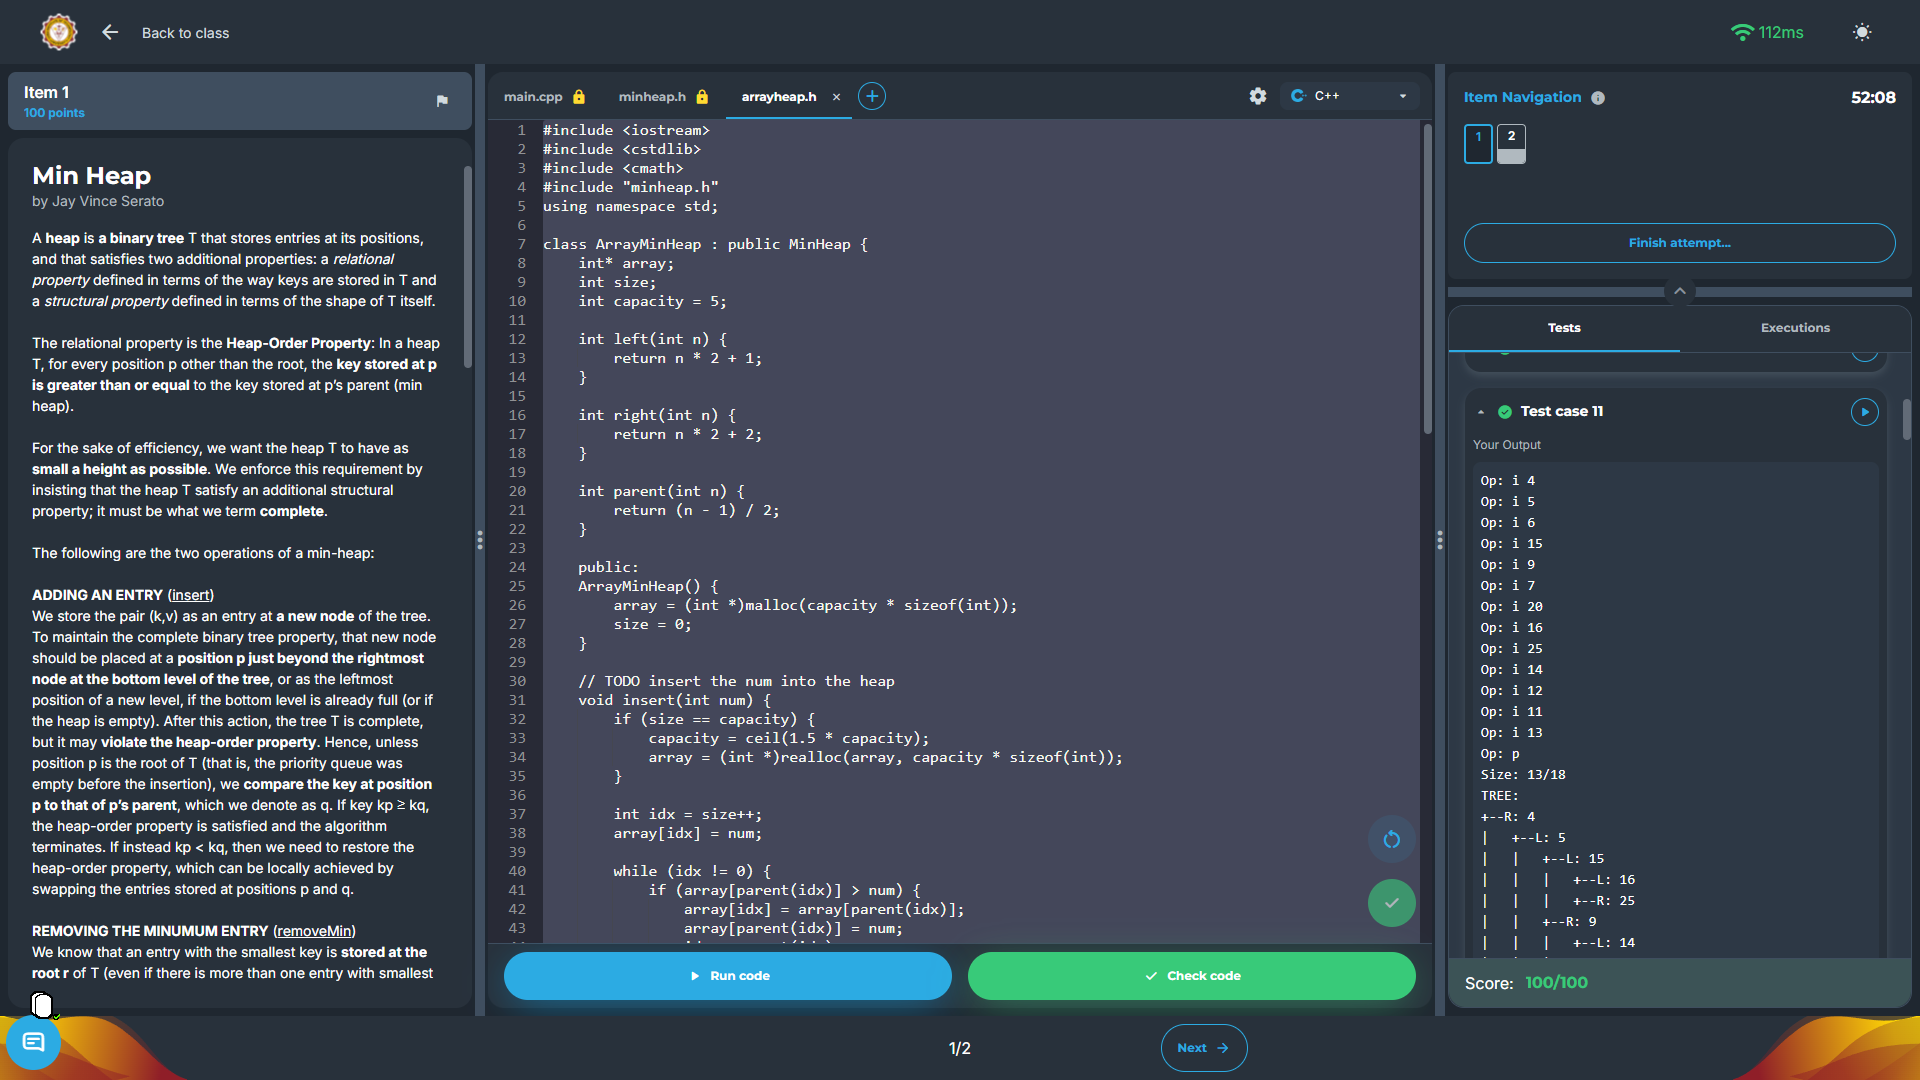 Back to class
112ms
Item 1
100 points
Min Heap
by Jay Vince Serato
A heap is a binary tree T that stores entries at its positions,
and that satisfies two additional properties: a relational
property defined in terms of the way keys are stored in T and
a structural property defined in terms of the shape of T itself.
The relational property is the Heap-Order Property: In a heap
T, for every position p other than the root, the key stored at p
is greater than or equal to the key stored at p's parent (min
heap).
For the sake of efficiency, we want the heap T to have as
small a height as possible. We enforce this requirement by
insisting that the heap T satisfy an additional structural
property; it must be what we term complete.
The following are the two operations of a min-heap:
ADDING AN ENTRY (insert)
We store the pair (k,v) as an entry at a new node of the tree.
To maintain the complete binary tree property, that new node
should be placed at a position p just beyond the rightmost
node at the bottom level of the tree, or as the leftmost
position of a new level, if the bottom level is already full (or if
the heap is empty). After this action, the tree T is complete,
but it may violate the heap-order property. Hence, unless
position p is the root of T (that is, the priority queue was
empty before the insertion), we compare the key at position
p to that of p's parent, which we denote as q. If key kp ≥ kq,
the heap-order property is satisfied and the algorithm
terminates. If instead kp < kq, then we need to restore the
heap-order property, which can be locally achieved by
swapping the entries stored at positions p and q.
REMOVING THE MINUMUM ENTRY (removeMin)
We know that an entry with the smallest key is stored at the
root r of T (even if there is more than one entry with smallest
main.cpp
minheap.h
arrayheap.h
C++
1 #include <iostream>
2 #include <cstdlib>
3 #include <cmath>
4 #include "minheap.h"
5 using namespace std;
6
7 class ArrayMinHeap : public MinHeap {
8 int* array;
9 int size;
10 int capacity = 5;
11
12 int left(int n) {
13 return n * 2 + 1;
14 }
15
16 int right(int n) {
17 return n * 2 + 2;
18 }
19
20 int parent(int n) {
21 return (n - 1) / 2;
22 }
23
24 public:
25 ArrayMinHeap() {
26 array = (int *)malloc(capacity * sizeof(int));
27 size = 0;
28 }
29
30 // TODO insert the num into the heap
31 void insert(int num) {
32 if (size == capacity) {
33 capacity = ceil(1.5 * capacity);
34 array = (int *)realloc(array, capacity * sizeof(int));
35 }
36
37 int idx = size++;
38 array[idx] = num;
39
40 while (idx != 0) {
41 if (array[parent(idx)] > num) {
42 array[idx] = array[parent(idx)];
43 array[parent(idx)] = num;
Run code
Check code
Item Navigation
52:08
1
2
Finish attempt...
Tests
Executions
Test case 11
Your Output
Op: i 4
Op: i 5
Op: i 6
Op: i 15
Op: i 9
Op: i 7
Op: i 20
Op: i 16
Op: i 25
Op: i 14
Op: i 12
Op: i 11
Op: i 13
Op: p
Size: 13/18
TREE:
+--R: 4
|   +--L: 5
|   |   +--L: 15
|   |   |   +--L: 16
|   |   |   +--R: 25
|   |   +--R: 9
|   |   |   +--L: 14
Score: 100/100
1/2
Next